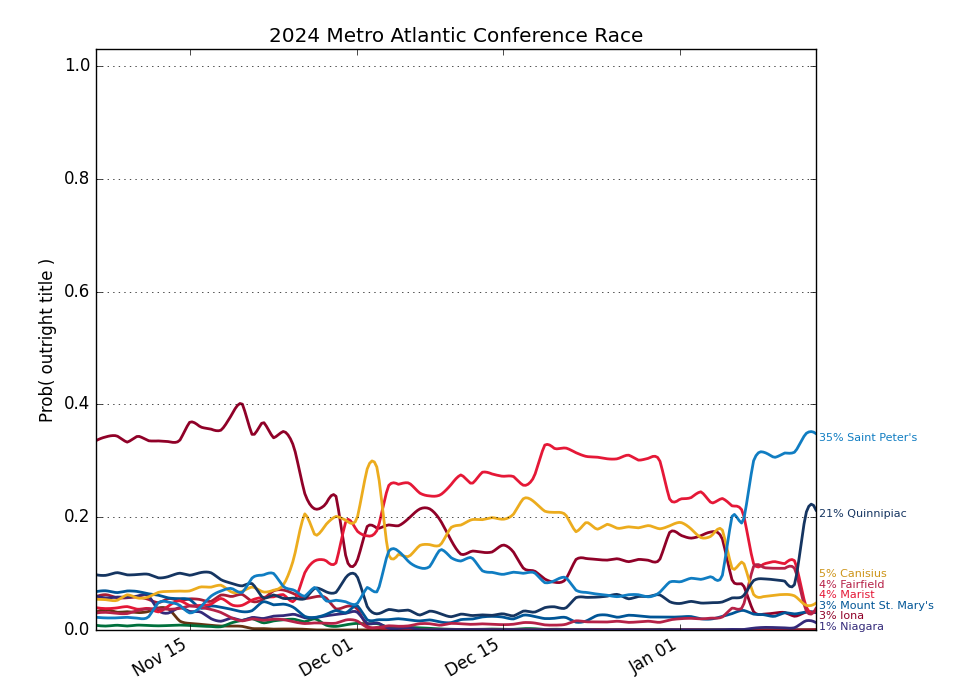 2024 Metro Atlantic Conference Race
1.0
0.8
0.6
0.4
0.2
0.0
Prob( outright title )
35% Saint Peter's
21% Quinnipiac
5% Canisius
4% Fairfield
4% Marist
3% Mount St. Mary's
3% Iona
1% Niagara
Nov 15
Dec 01
Dec 15
Jan 01